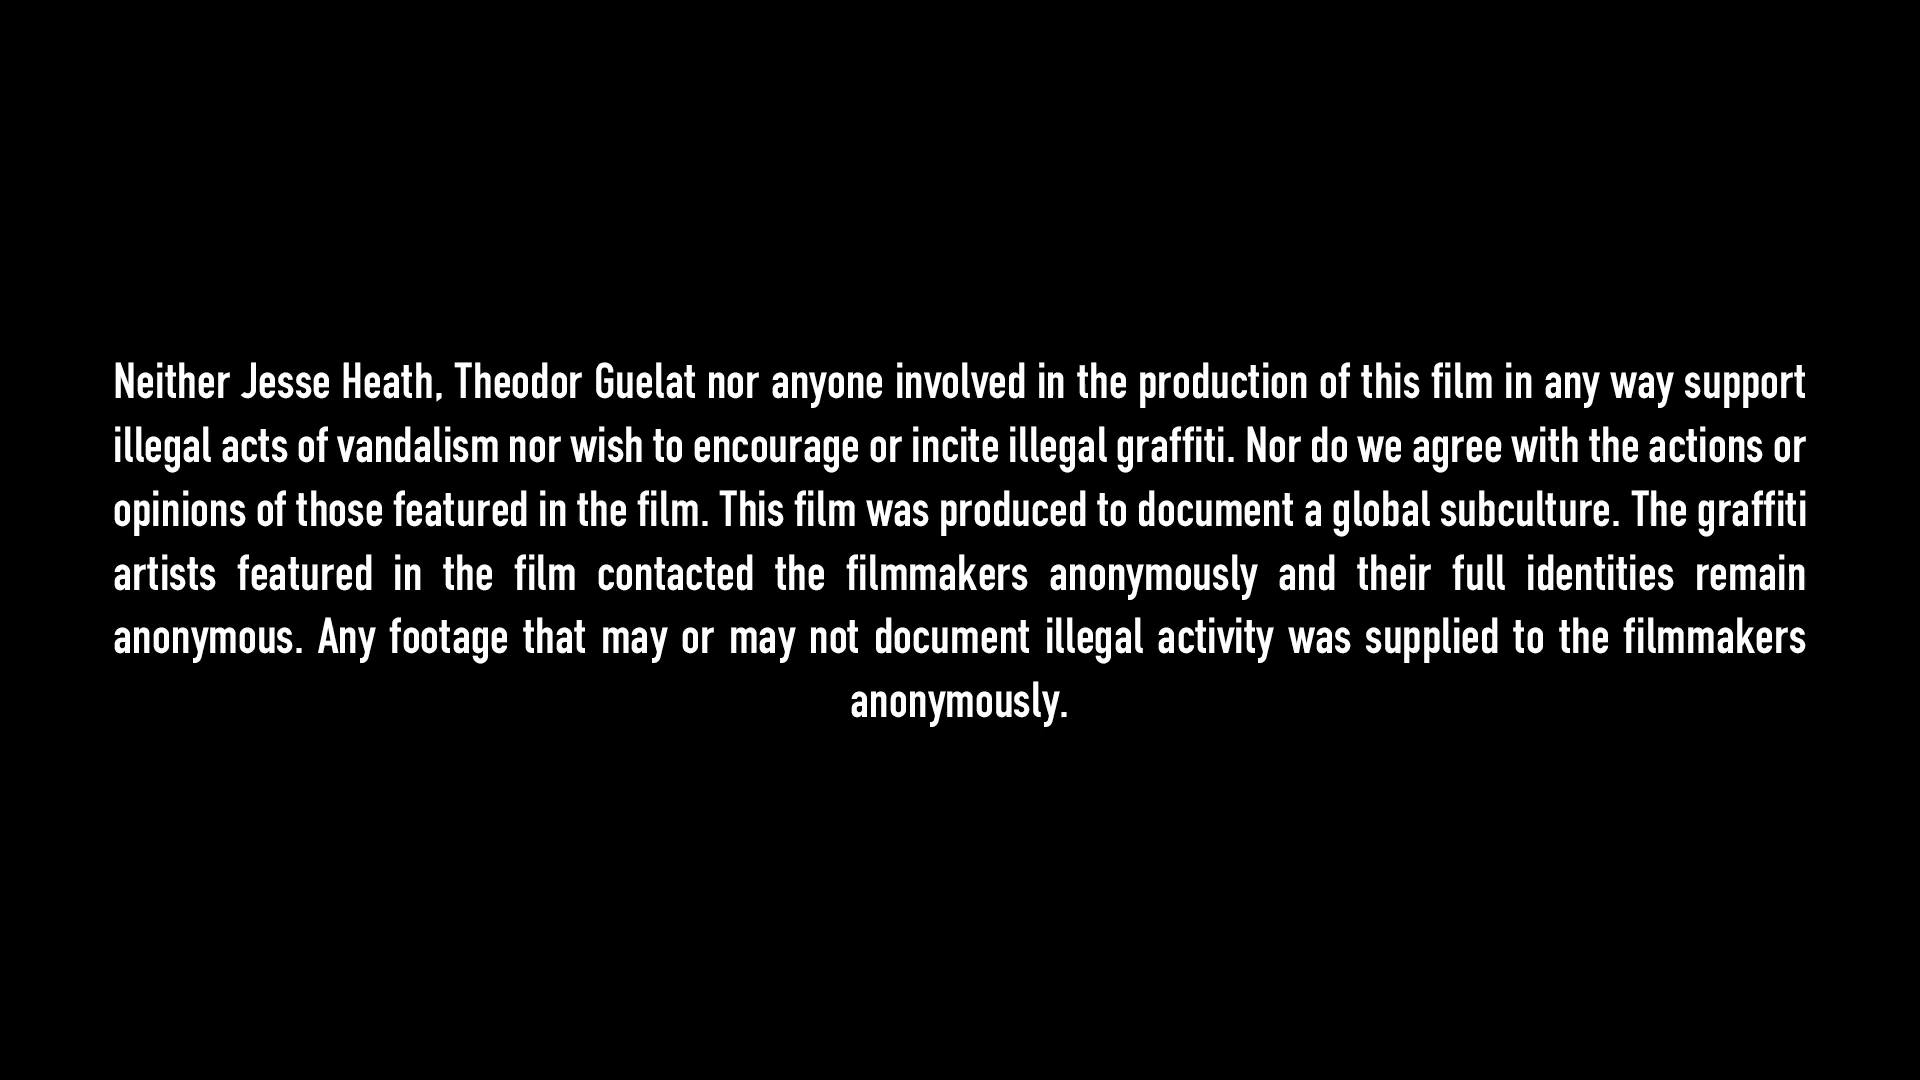 Neither Jesse Heath, Theodor Guelat nor anyone involved in the production of this film in any way support
illegal acts of vandalism nor wish to encourage or incite illegal graffiti. Nor do we agree with the actions or
opinions of those featured in the film. This film was produced to document a global subculture. The graffiti
artists featured in the film contacted the filmmakers anonymously and their full identities remain
anonymous. Any footage that may or may not document illegal activity was supplied to the filmmakers
anonymously.